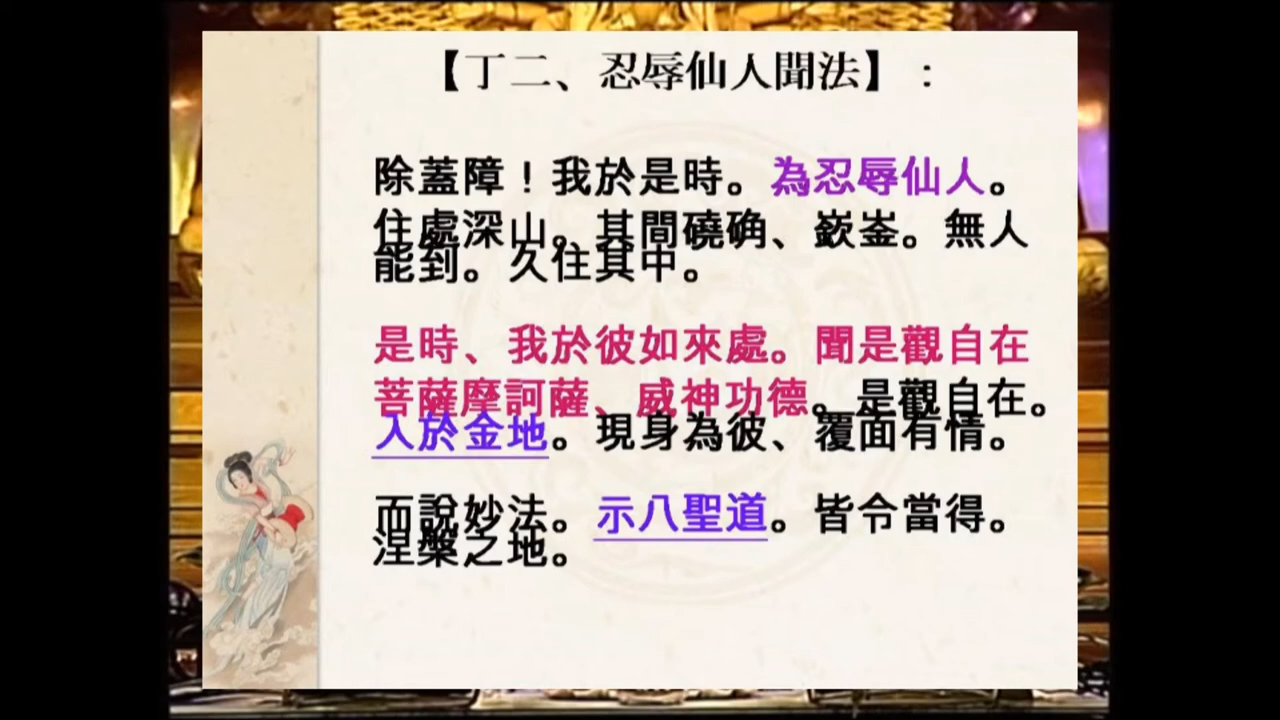 【丁二、忍辱仙人聞法】：
除蓋障！我於是時。為忍辱仙人。
住處深山。其間磽确、嶔崟。無人
能到。久住其中。
是時、我於彼如來處。聞是觀自在
菩薩摩訶薩、威神功德。是觀自在。
入於金地。現身為彼、覆面有情。
而說妙法。示八聖道。皆令當得。
涅槃之地。